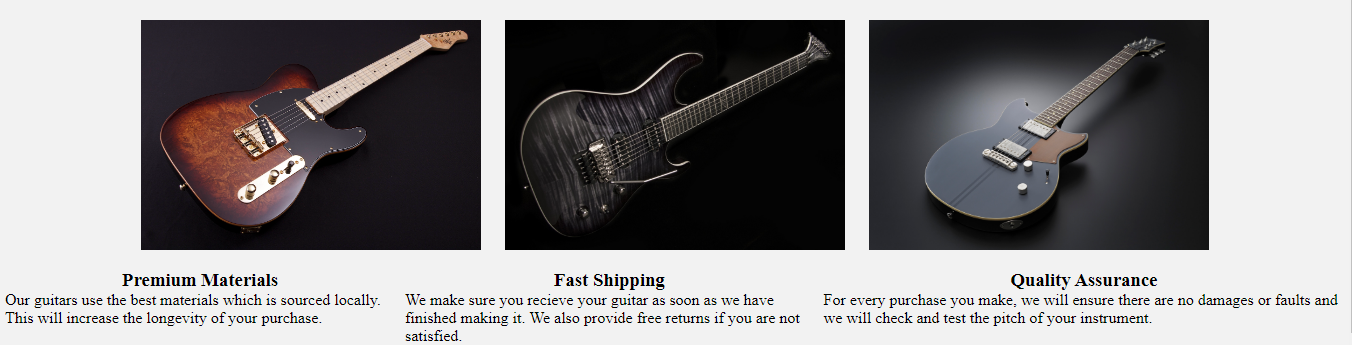 Premium Materials
Our guitars use the best materials which is sourced locally.
This will increase the longevity of your purchase.
Fast Shipping
We make sure you recieve your guitar as soon as we have
finished making it. We also provide free returns if you are not
satisfied.
Quality Assurance
For every purchase you make, we will ensure there are no damages or faults and
we will check and test the pitch of your instrument.